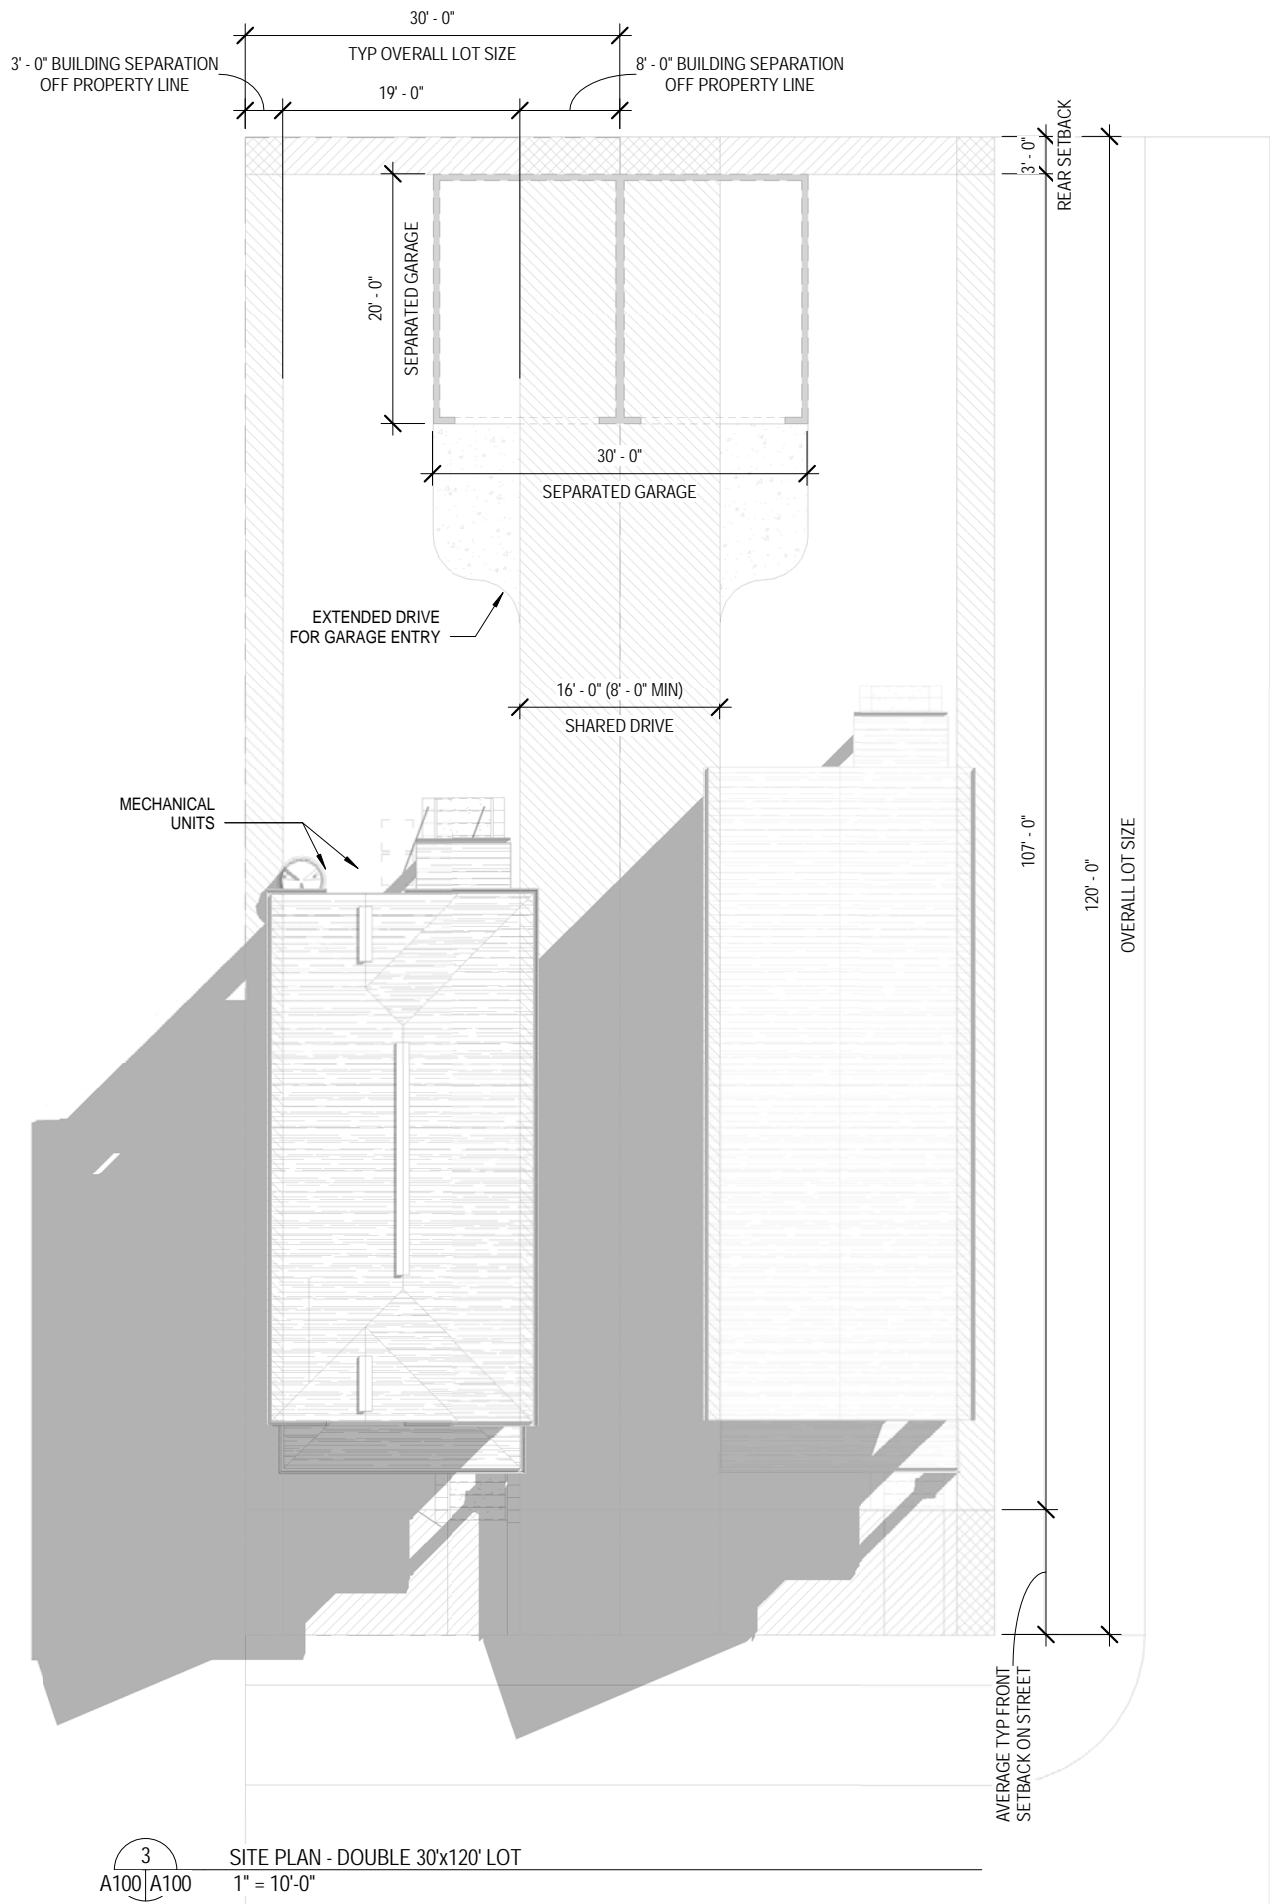 30' - 0"
TYP OVERALL LOT SIZE
3' - 0" BUILDING SEPARATION
OFF PROPERTY LINE
8' - 0" BUILDING SEPARATION
OFF PROPERTY LINE
19' - 0"
3' - 0"
REAR SETBACK
20' - 0"
SEPARATED GARAGE
30' - 0"
SEPARATED GARAGE
EXTENDED DRIVE
FOR GARAGE ENTRY
16' - 0" (8' - 0" MIN)
SHARED DRIVE
MECHANICAL
UNITS
107' - 0"
120' - 0"
OVERALL LOT SIZE
AVERAGE TYP FRONT
SETBACK ON STREET
3
A100 A100
SITE PLAN - DOUBLE 30'x120' LOT
1" = 10'-0"